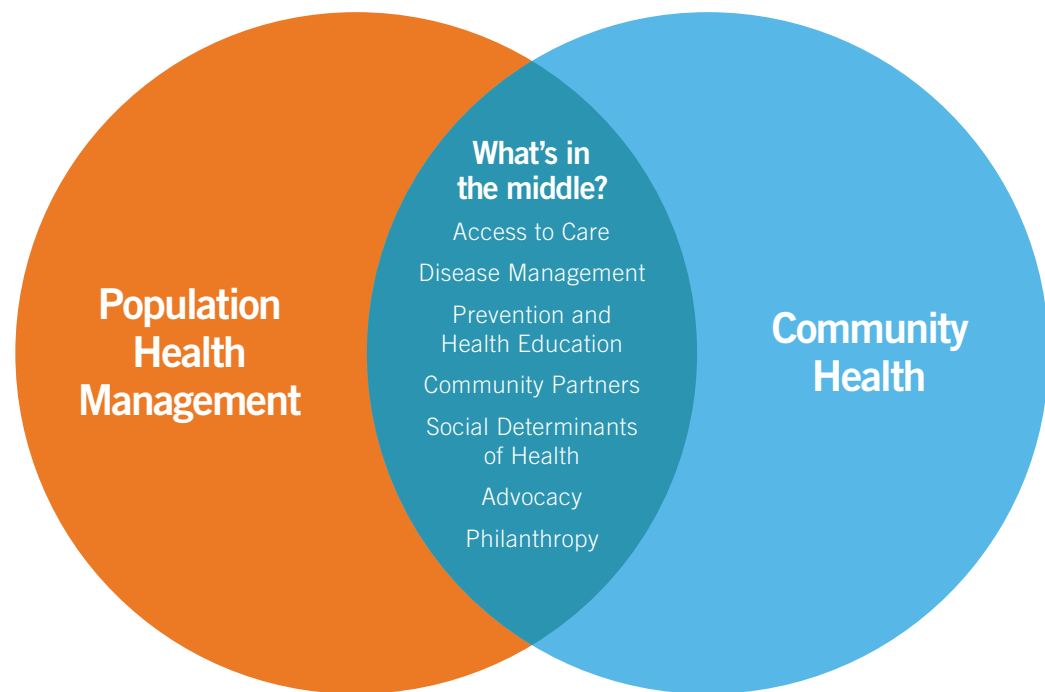 Population
Health
Management
What's in
the middle?
Access to Care
Disease Management
Prevention and
Health Education
Community Partners
Social Determinants
of Health
Advocacy
Philanthropy
Community
Health